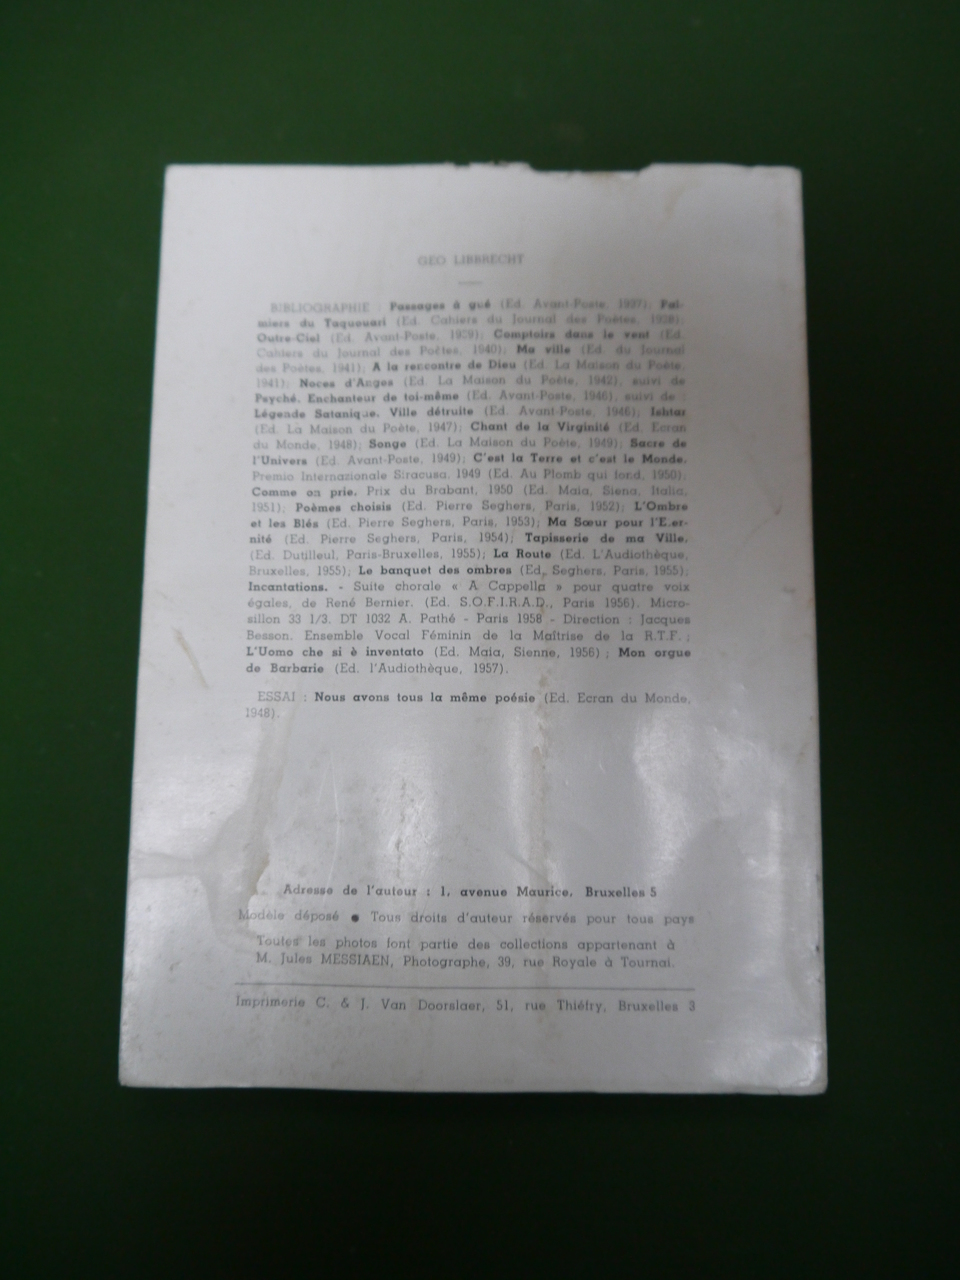 GEO LIBBRECHT
BIBLIOGRAPHIE : Passages à gué (Ed. Avant-Poste, 1937); Pal-
miers du Taquouari (Ed. Cahiers du Journal des Poètes, 1938);
Outre-Ciel (Ed. Avant-Poste, 1939); Comptoirs dans le vent (Ed.
Cahiers du Journal des Poètes, 1940); Ma ville (Ed. du Journal
des Poètes, 1941); A la rencontre de Dieu (Ed. La Maison du Poète,
1941); Noces d'Anges (Ed. La Maison du Poète, 1942), suivi de
Psyché. Enchanteur de toi-même (Ed. Avant-Poste, 1946), suivi de :
Légende Satanique. Ville détruite (Ed. Avant-Poste, 1946); Ishtar
(Ed. La Maison du Poète, 1947); Chant de la Virginité (Ed. Ecran
du Monde, 1948); Songe (Ed. La Maison du Poète, 1949); Sacre de
l'Univers (Ed. Avant-Poste, 1949); C'est la Terre et c'est le Monde.
Premio Internazionale Siracusa, 1949 (Ed. Au Plomb qui fond, 1950);
Comme on prie. Prix du Brabant, 1950 (Ed. Maia, Siena, Italia,
1951); Poèmes choisis (Ed. Pierre Seghers, Paris, 1952); L'Ombre
et les Blés (Ed. Pierre Seghers, Paris, 1953); Ma Sœur pour l'Eter-
nité (Ed. Pierre Seghers, Paris, 1954); Tapisserie de ma Ville.
(Ed. Dutilleul, Paris-Bruxelles, 1955); La Route (Ed. L'Audiothèque,
Bruxelles, 1955); Le banquet des ombres (Ed. Seghers, Paris, 1955);
Incantations. - Suite chorale « A Cappella » pour quatre voix
égales, de René Bernier. (Ed. S.O.F.I.R.A.D., Paris 1956). Micro-
sillon 33 1/3. DT 1032 A. Pathé - Paris 1958 - Direction : Jacques
Besson. Ensemble Vocal Féminin de la Maîtrise de la R.T.F. ;
L'Uomo che si è inventato (Ed. Maia, Sienne, 1956) ; Mon orgue
de Barbarie (Ed. l'Audiothèque, 1957).
ESSAI : Nous avons tous la même poésie (Ed. Ecran du Monde,
1948).
Adresse de l'auteur : 1, avenue Maurice, Bruxelles 5
Modèle déposé ● Tous droits d'auteur réservés pour tous pays
Toutes les photos font partie des collections appartenant à
M. Jules MESSIAEN, Photographe, 39, rue Royale à Tournai.
Imprimerie C. & J. Van Doorslaer, 51, rue Thiéfry, Bruxelles 3